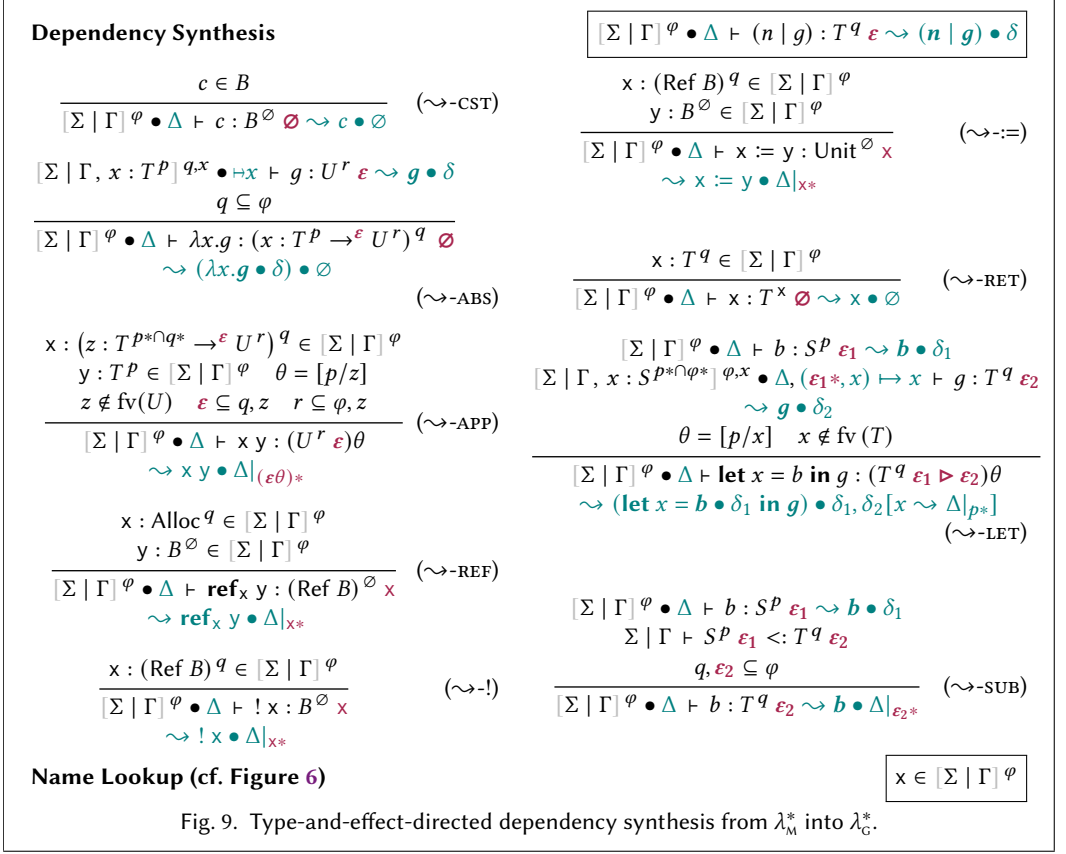 Dependency Synthesis
[Σ | Γ]^φ • Δ ⊢ (n | g) : T^q ε ⇝ (n | g) • δ
c ∈ B
[Σ | Γ]^φ • Δ ⊢ c : B^∅ ∅ ⇝ c • ∅
(⇝-CST)
[Σ | Γ, x : T^p]^{q,x} • ↦x ⊢ g : U^r ε ⇝ g • δ
q ⊆ φ
[Σ | Γ]^φ • Δ ⊢ λx.g : (x : T^p →^ε U^r)^q ∅
⇝ (λx.g • δ) • ∅
(⇝-ABS)
x : (z : T^{p*∩q*} →^ε U^r)^q ∈ [Σ | Γ]^φ
y : T^p ∈ [Σ | Γ]^φ θ = [p/z]
z ∉ fv(U) ε ⊆ q, z r ⊆ φ, z
[Σ | Γ]^φ • Δ ⊢ x y : (U^r ε)θ
⇝ x y • Δ|_{(εθ)*}
(⇝-APP)
x : Alloc^q ∈ [Σ | Γ]^φ
y : B^∅ ∈ [Σ | Γ]^φ
[Σ | Γ]^φ • Δ ⊢ ref_x y : (Ref B)^∅ x
⇝ ref_x y • Δ|_{x*}
(⇝-REF)
x : (Ref B)^q ∈ [Σ | Γ]^φ
[Σ | Γ]^φ • Δ ⊢ ! x : B^∅ x
⇝ ! x • Δ|_{x*}
(⇝-!)
x : (Ref B)^q ∈ [Σ | Γ]^φ
y : B^∅ ∈ [Σ | Γ]^φ
[Σ | Γ]^φ • Δ ⊢ x := y : Unit^∅ x
⇝ x := y • Δ|_{x*}
(⇝-:=)
x : T^q ∈ [Σ | Γ]^φ
[Σ | Γ]^φ • Δ ⊢ x : T^x ∅ ⇝ x • ∅
(⇝-RET)
[Σ | Γ]^φ • Δ ⊢ b : S^p ε₁ ⇝ b • δ₁
[Σ | Γ, x : S^{p*∩φ*}]^{φ,x} • Δ, (ε₁*, x) ↦ x ⊢ g : T^q ε₂
⇝ g • δ₂
θ = [p/x] x ∉ fv (T)
[Σ | Γ]^φ • Δ ⊢ let x = b in g : (T^q ε₁ ▷ ε₂)θ
⇝ (let x = b • δ₁ in g) • δ₁, δ₂[x ⇝ Δ|_{p*}]
(⇝-LET)
[Σ | Γ]^φ • Δ ⊢ b : S^p ε₁ ⇝ b • δ₁
Σ | Γ ⊢ S^p ε₁ <: T^q ε₂
q, ε₂ ⊆ φ
[Σ | Γ]^φ • Δ ⊢ b : T^q ε₂ ⇝ b • Δ|_{ε₂*}
(⇝-SUB)
Name Lookup (cf. Figure 6)
x ∈ [Σ | Γ]^φ
Fig. 9. Type-and-effect-directed dependency synthesis from λ*_M into λ*_G.